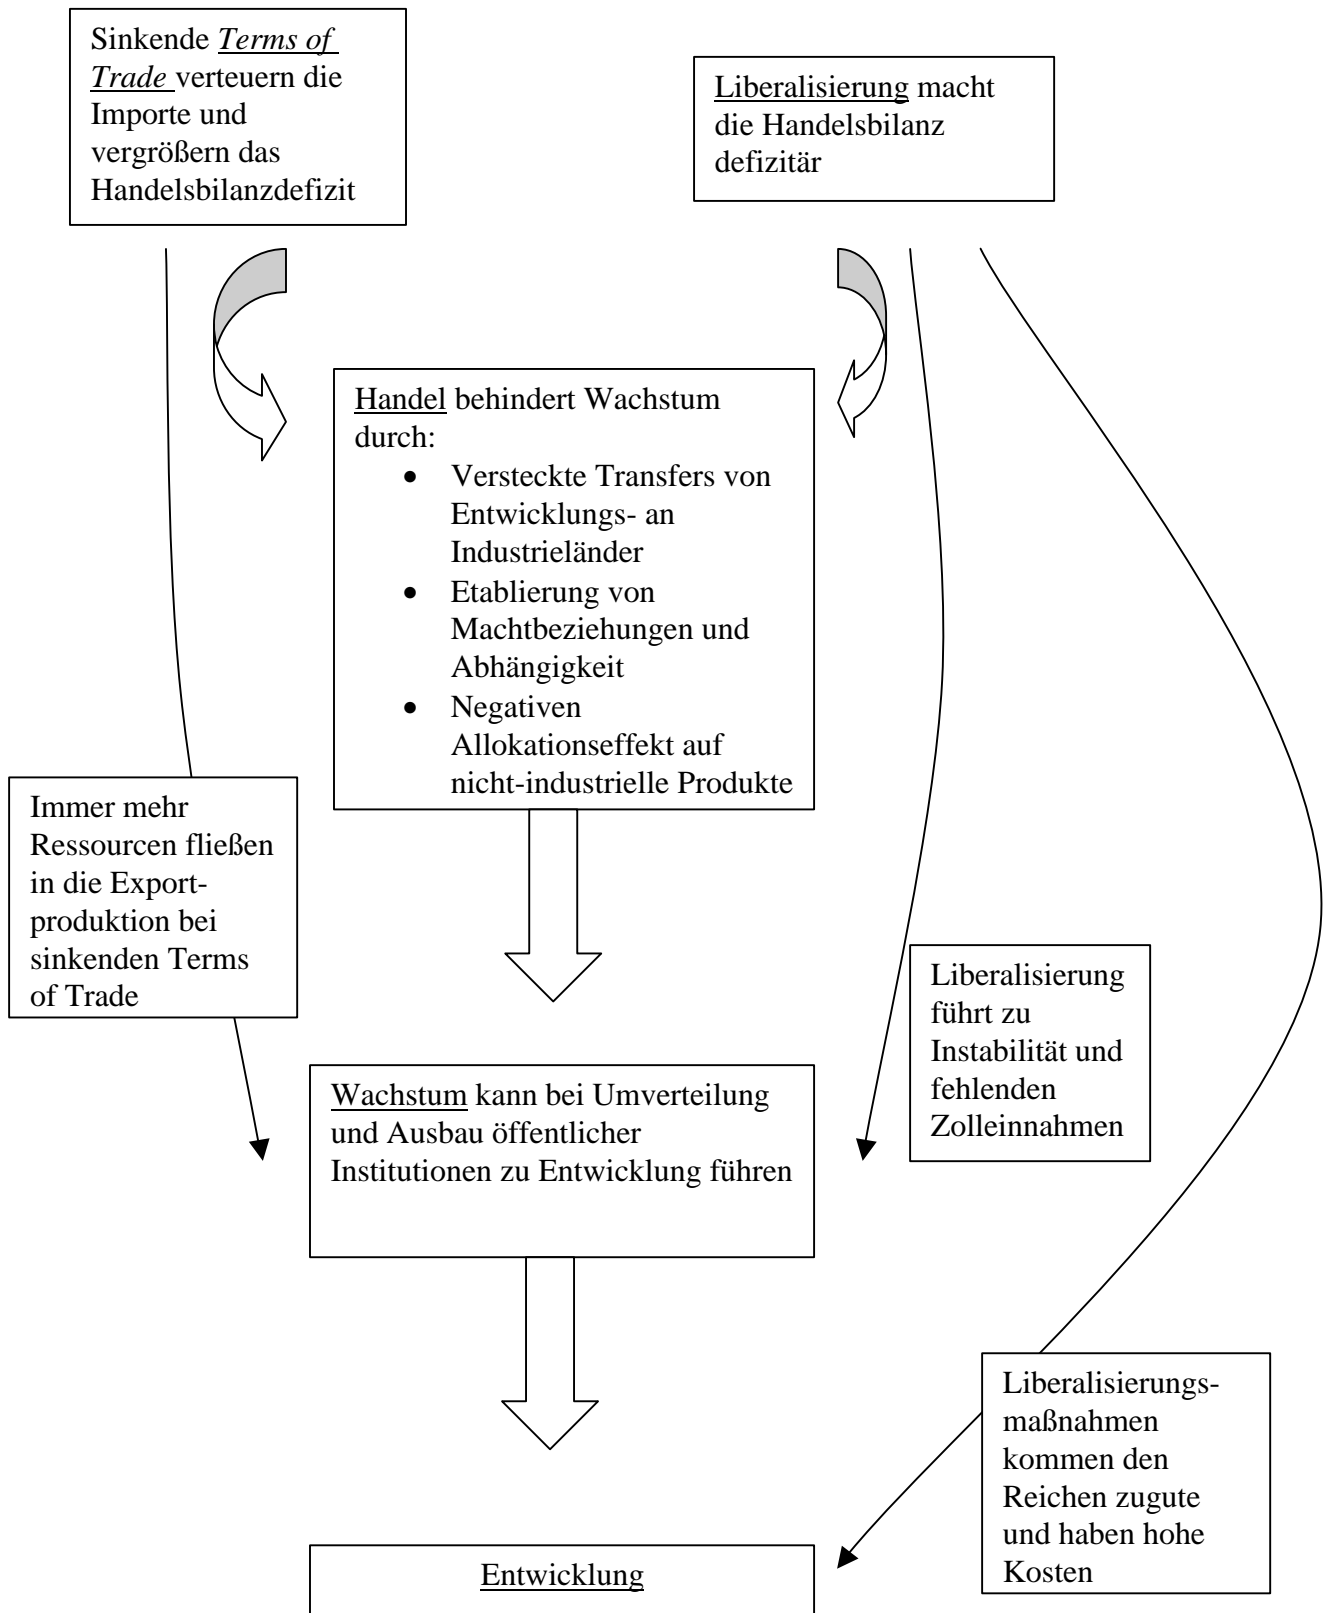 Sinkende Terms of
Trade verteuern die
Importe und
vergrößern das
Handelsbilanzdefizit
Liberalisierung macht
die Handelsbilanz
defizitär
Handel behindert Wachstum
durch:
• Versteckte Transfers von
Entwicklungs- an
Industrieländer
• Etablierung von
Machtbeziehungen und
Abhängigkeit
• Negativen
Allokationseffekt auf
nicht-industrielle Produkte
Immer mehr
Ressourcen fließen
in die Export-
produktion bei
sinkenden Terms
of Trade
Liberalisierung
führt zu
Instabilität und
fehlenden
Zolleinnahmen
Wachstum kann bei Umverteilung
und Ausbau öffentlicher
Institutionen zu Entwicklung führen
Liberalisierungs-
maßnahmen
kommen den
Reichen zugute
und haben hohe
Kosten
Entwicklung